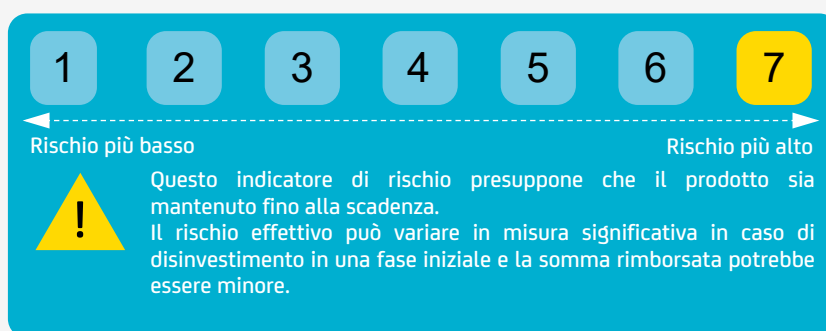 1 2 3 4 5 6 7
Rischio più basso Rischio più alto
!
Questo indicatore di rischio presuppone che il prodotto sia
mantenuto fino alla scadenza.
Il rischio effettivo può variare in misura significativa in caso di
disinvestimento in una fase iniziale e la somma rimborsata potrebbe
essere minore.